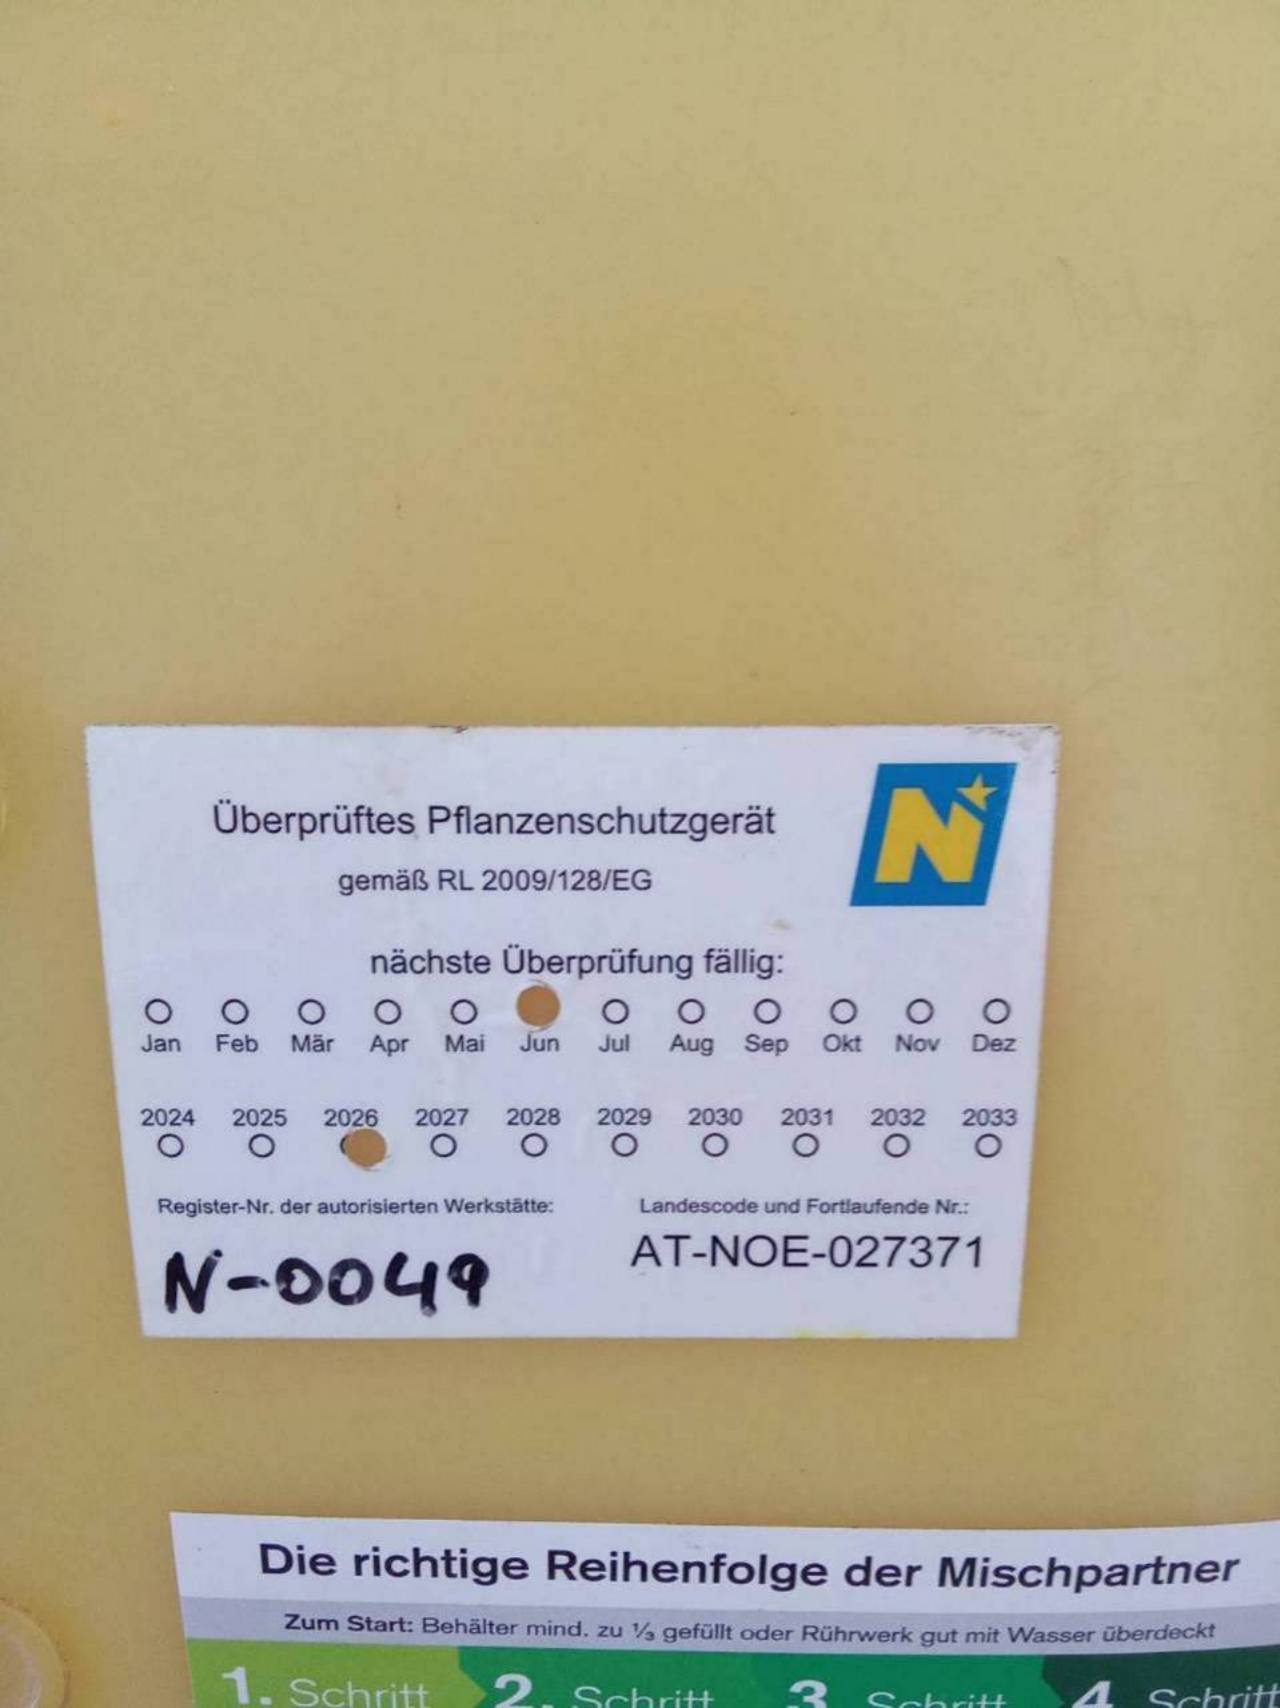 Überprüftes Pflanzenschutzgerät
N
gemäß RL 2009/128/EG
nächste Überprüfung fällig:
Jan Feb Mär Apr Mai Jun Jul Aug Sep Okt Nov Dez
2024 2025 2026 2027 2028 2029 2030 2031 2032 2033
Register-Nr. der autorisierten Werkstätte: Landescode und Fortlaufende Nr.:
N-0049 AT-NOE-027371
Die richtige Reihenfolge der Mischpartner
Zum Start: Behälter mind. zu ⅓ gefüllt oder Rührwerk gut mit Wasser überdeckt
1. Schritt 2. Schritt 3. Schritt 4. Schritt